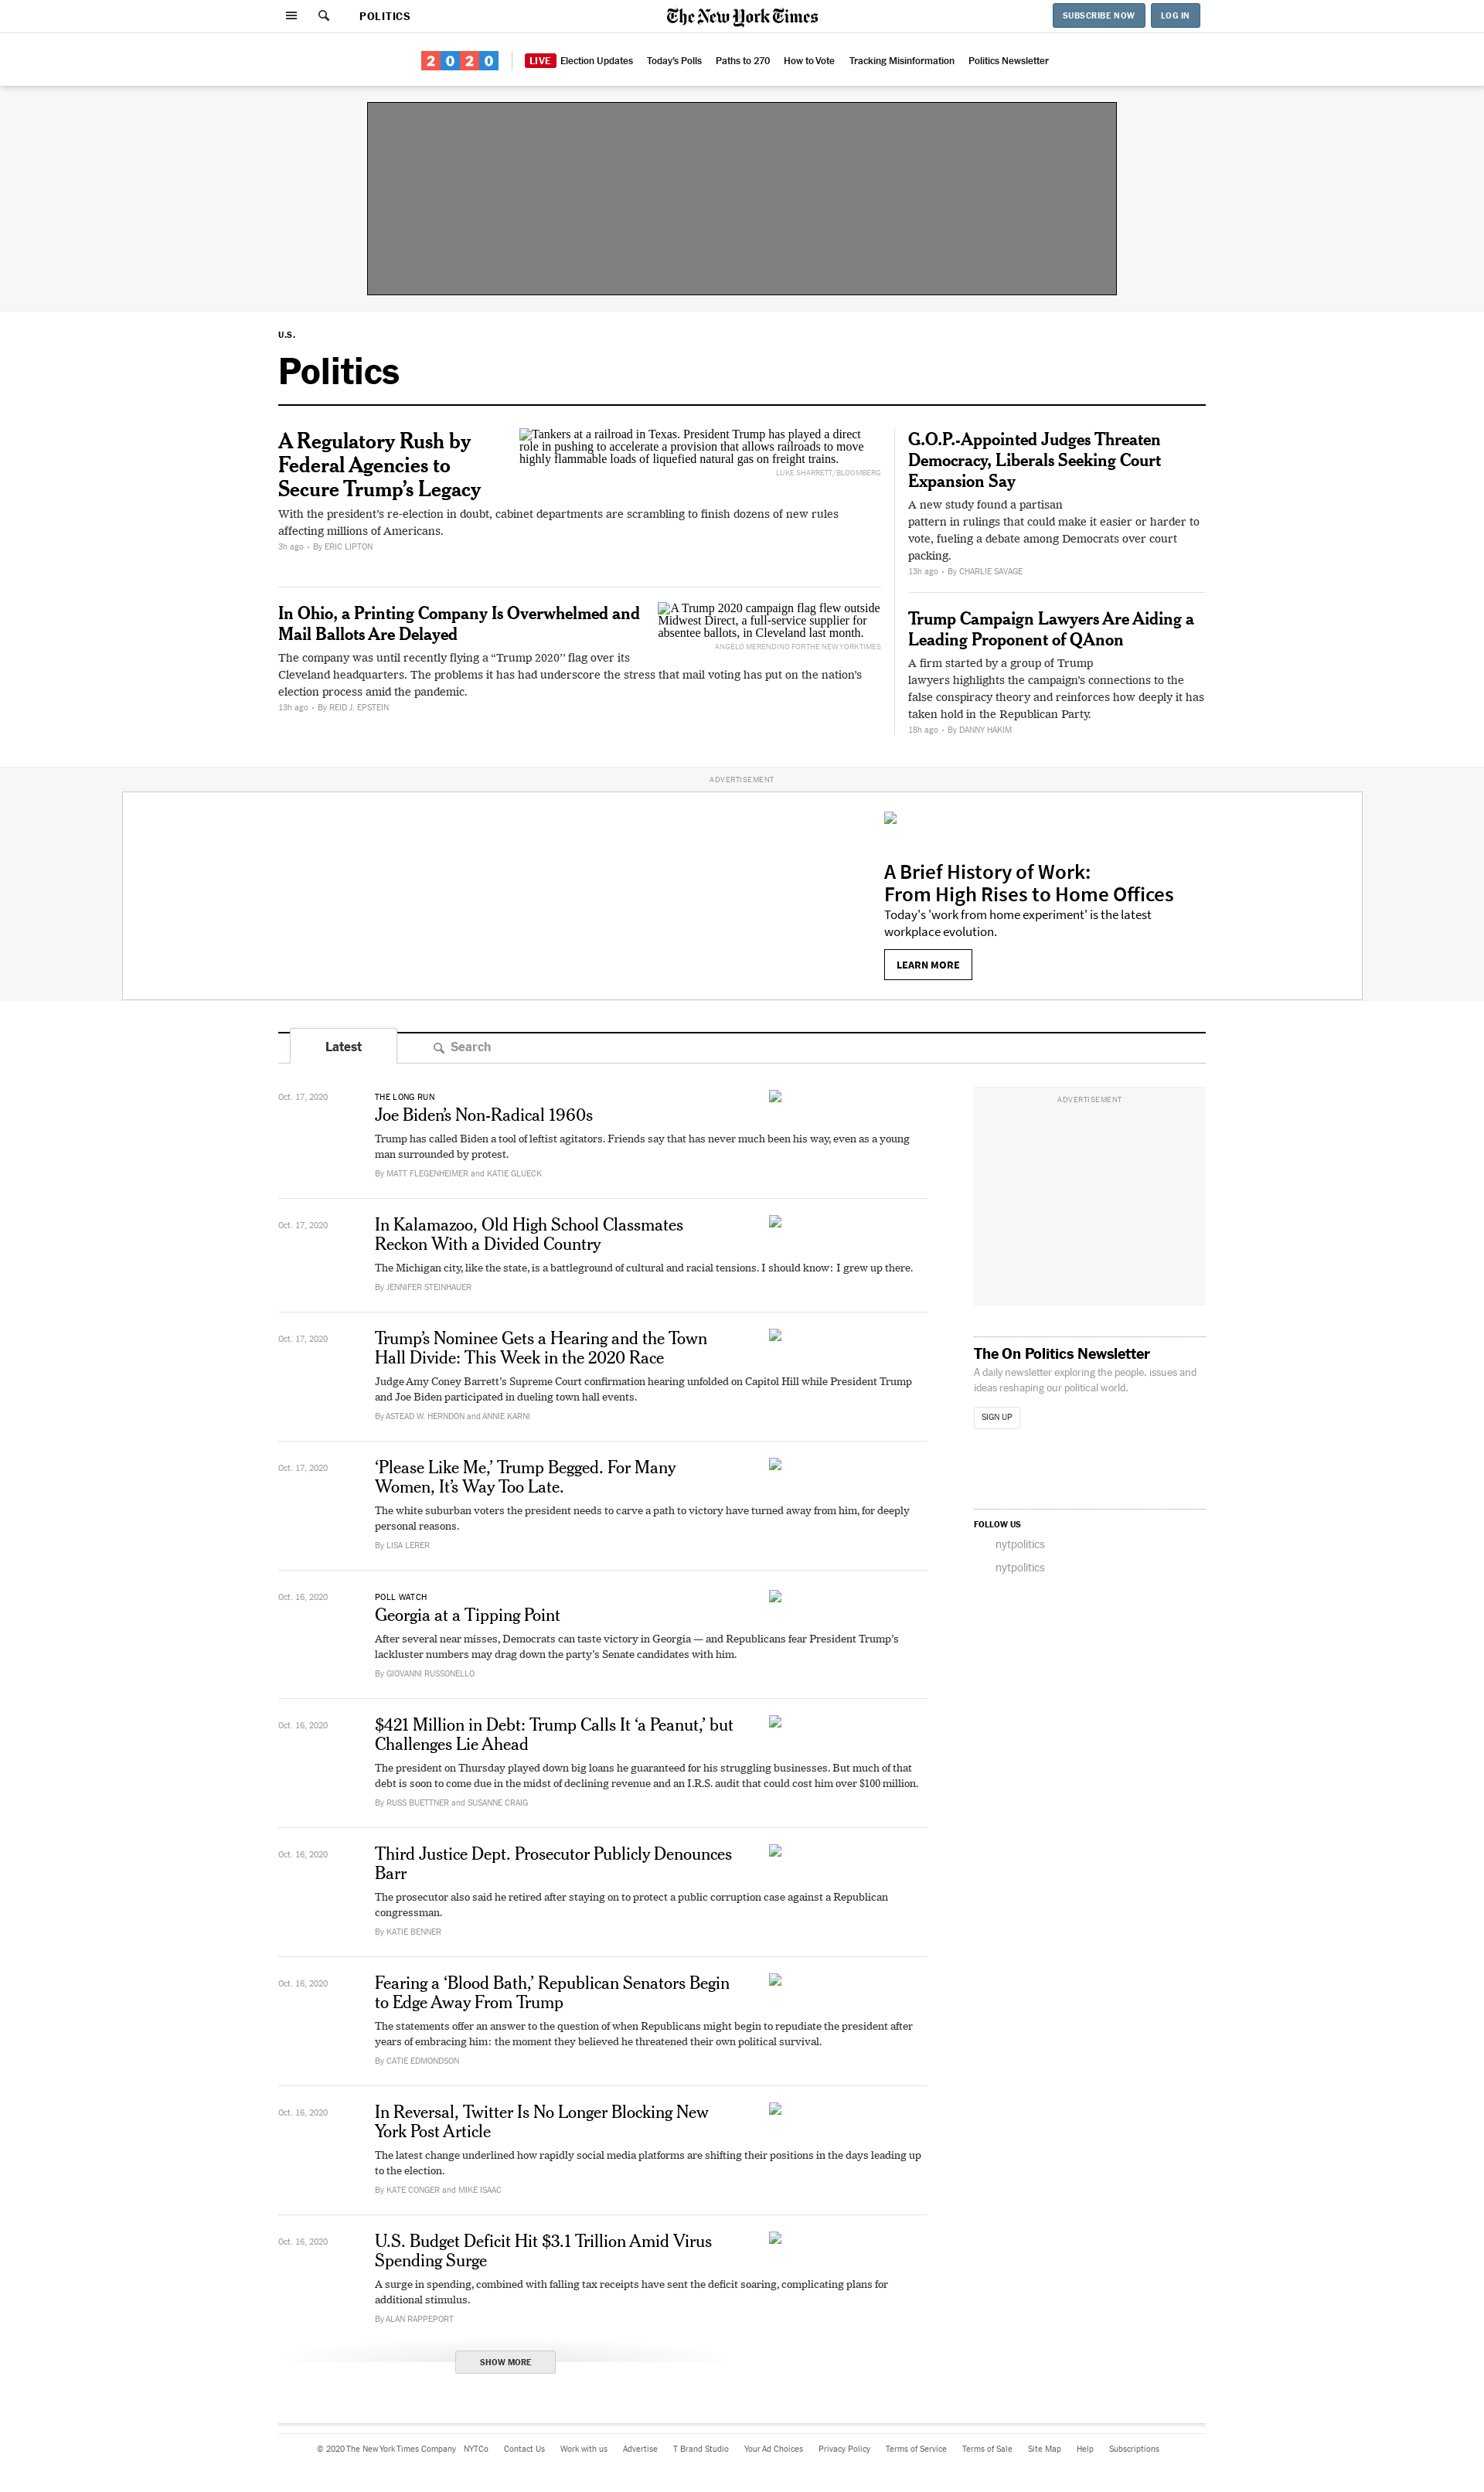 POLITICS
The New York Times
SUBSCRIBE NOW
LOG IN
2020
LIVE Election Updates
Today's Polls
Paths to 270
How to Vote
Tracking Misinformation
Politics Newsletter
U.S.
Politics
A Regulatory Rush by
Federal Agencies to
Secure Trump’s Legacy
Tankers at a railroad in Texas. President Trump has played a direct
role in pushing to accelerate a provision that allows railroads to move
highly flammable loads of liquefied natural gas on freight trains.
LUKE SHARRETT/BLOOMBERG
With the president’s re-election in doubt, cabinet departments are scrambling to finish dozens of new rules
affecting millions of Americans.
3h ago • By ERIC LIPTON
In Ohio, a Printing Company Is Overwhelmed and
Mail Ballots Are Delayed
A Trump 2020 campaign flag flew outside
Midwest Direct, a full-service supplier for
absentee ballots, in Cleveland last month.
ANGELO MERENDINO FOR THE NEW YORK TIMES
The company was until recently flying a “Trump 2020’’ flag over its
Cleveland headquarters. The problems it has had underscore the stress that mail voting has put on the nation’s
election process amid the pandemic.
13h ago • By REID J. EPSTEIN
G.O.P.-Appointed Judges Threaten
Democracy, Liberals Seeking Court
Expansion Say
A new study found a partisan
pattern in rulings that could make it easier or harder to
vote, fueling a debate among Democrats over court
packing.
13h ago • By CHARLIE SAVAGE
Trump Campaign Lawyers Are Aiding a
Leading Proponent of QAnon
A firm started by a group of Trump
lawyers highlights the campaign’s connections to the
false conspiracy theory and reinforces how deeply it has
taken hold in the Republican Party.
18h ago • By DANNY HAKIM
ADVERTISEMENT
A Brief History of Work:
From High Rises to Home Offices
Today's 'work from home experiment' is the latest
workplace evolution.
LEARN MORE
Latest
Search
Oct. 17, 2020
THE LONG RUN
Joe Biden’s Non-Radical 1960s
Trump has called Biden a tool of leftist agitators. Friends say that has never much been his way, even as a young
man surrounded by protest.
By MATT FLEGENHEIMER and KATIE GLUECK
Oct. 17, 2020
In Kalamazoo, Old High School Classmates
Reckon With a Divided Country
The Michigan city, like the state, is a battleground of cultural and racial tensions. I should know: I grew up there.
By JENNIFER STEINHAUER
Oct. 17, 2020
Trump’s Nominee Gets a Hearing and the Town
Hall Divide: This Week in the 2020 Race
Judge Amy Coney Barrett’s Supreme Court confirmation hearing unfolded on Capitol Hill while President Trump
and Joe Biden participated in dueling town hall events.
By ASTEAD W. HERNDON and ANNIE KARNI
Oct. 17, 2020
‘Please Like Me,’ Trump Begged. For Many
Women, It’s Way Too Late.
The white suburban voters the president needs to carve a path to victory have turned away from him, for deeply
personal reasons.
By LISA LERER
Oct. 16, 2020
POLL WATCH
Georgia at a Tipping Point
After several near misses, Democrats can taste victory in Georgia — and Republicans fear President Trump’s
lackluster numbers may drag down the party’s Senate candidates with him.
By GIOVANNI RUSSONELLO
Oct. 16, 2020
$421 Million in Debt: Trump Calls It ‘a Peanut,’ but
Challenges Lie Ahead
The president on Thursday played down big loans he guaranteed for his struggling businesses. But much of that
debt is soon to come due in the midst of declining revenue and an I.R.S. audit that could cost him over $100 million.
By RUSS BUETTNER and SUSANNE CRAIG
Oct. 16, 2020
Third Justice Dept. Prosecutor Publicly Denounces
Barr
The prosecutor also said he retired after staying on to protect a public corruption case against a Republican
congressman.
By KATIE BENNER
Oct. 16, 2020
Fearing a ‘Blood Bath,’ Republican Senators Begin
to Edge Away From Trump
The statements offer an answer to the question of when Republicans might begin to repudiate the president after
years of embracing him: the moment they believed he threatened their own political survival.
By CATIE EDMONDSON
Oct. 16, 2020
In Reversal, Twitter Is No Longer Blocking New
York Post Article
The latest change underlined how rapidly social media platforms are shifting their positions in the days leading up
to the election.
By KATE CONGER and MIKE ISAAC
Oct. 16, 2020
U.S. Budget Deficit Hit $3.1 Trillion Amid Virus
Spending Surge
A surge in spending, combined with falling tax receipts have sent the deficit soaring, complicating plans for
additional stimulus.
By ALAN RAPPEPORT
SHOW MORE
ADVERTISEMENT
The On Politics Newsletter
A daily newsletter exploring the people, issues and
ideas reshaping our political world.
SIGN UP
FOLLOW US
nytpolitics
nytpolitics
© 2020 The New York Times Company
NYTCo
Contact Us
Work with us
Advertise
T Brand Studio
Your Ad Choices
Privacy Policy
Terms of Service
Terms of Sale
Site Map
Help
Subscriptions